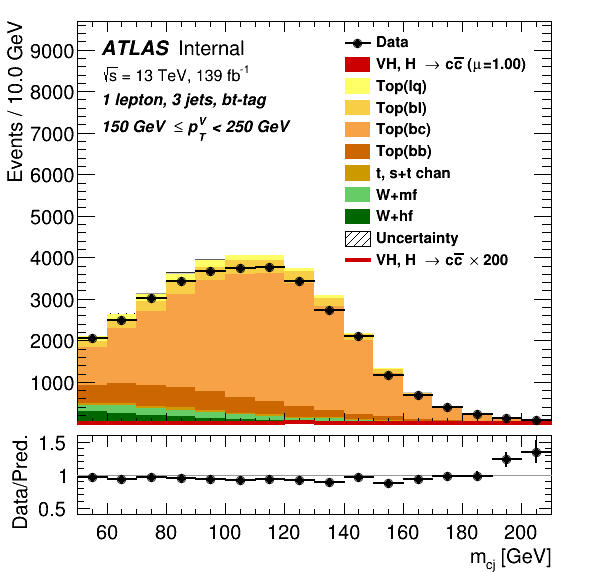 Events / 10.0 GeV
9000
8000
7000
6000
5000
4000
3000
2000
1000
ATLAS Internal
√s = 13 TeV, 139 fb⁻¹
1 lepton, 3 jets, bt-tag
150 GeV ≤ p_T^V < 250 GeV
Data
VH, H → cc̅ (μ=1.00)
Top(lq)
Top(bl)
Top(bc)
Top(bb)
t, s+t chan
W+mf
W+hf
Uncertainty
VH, H → cc̅ × 200
Data/Pred.
1.5
1
0.5
60 80 100 120 140 160 180 200
m_cj [GeV]